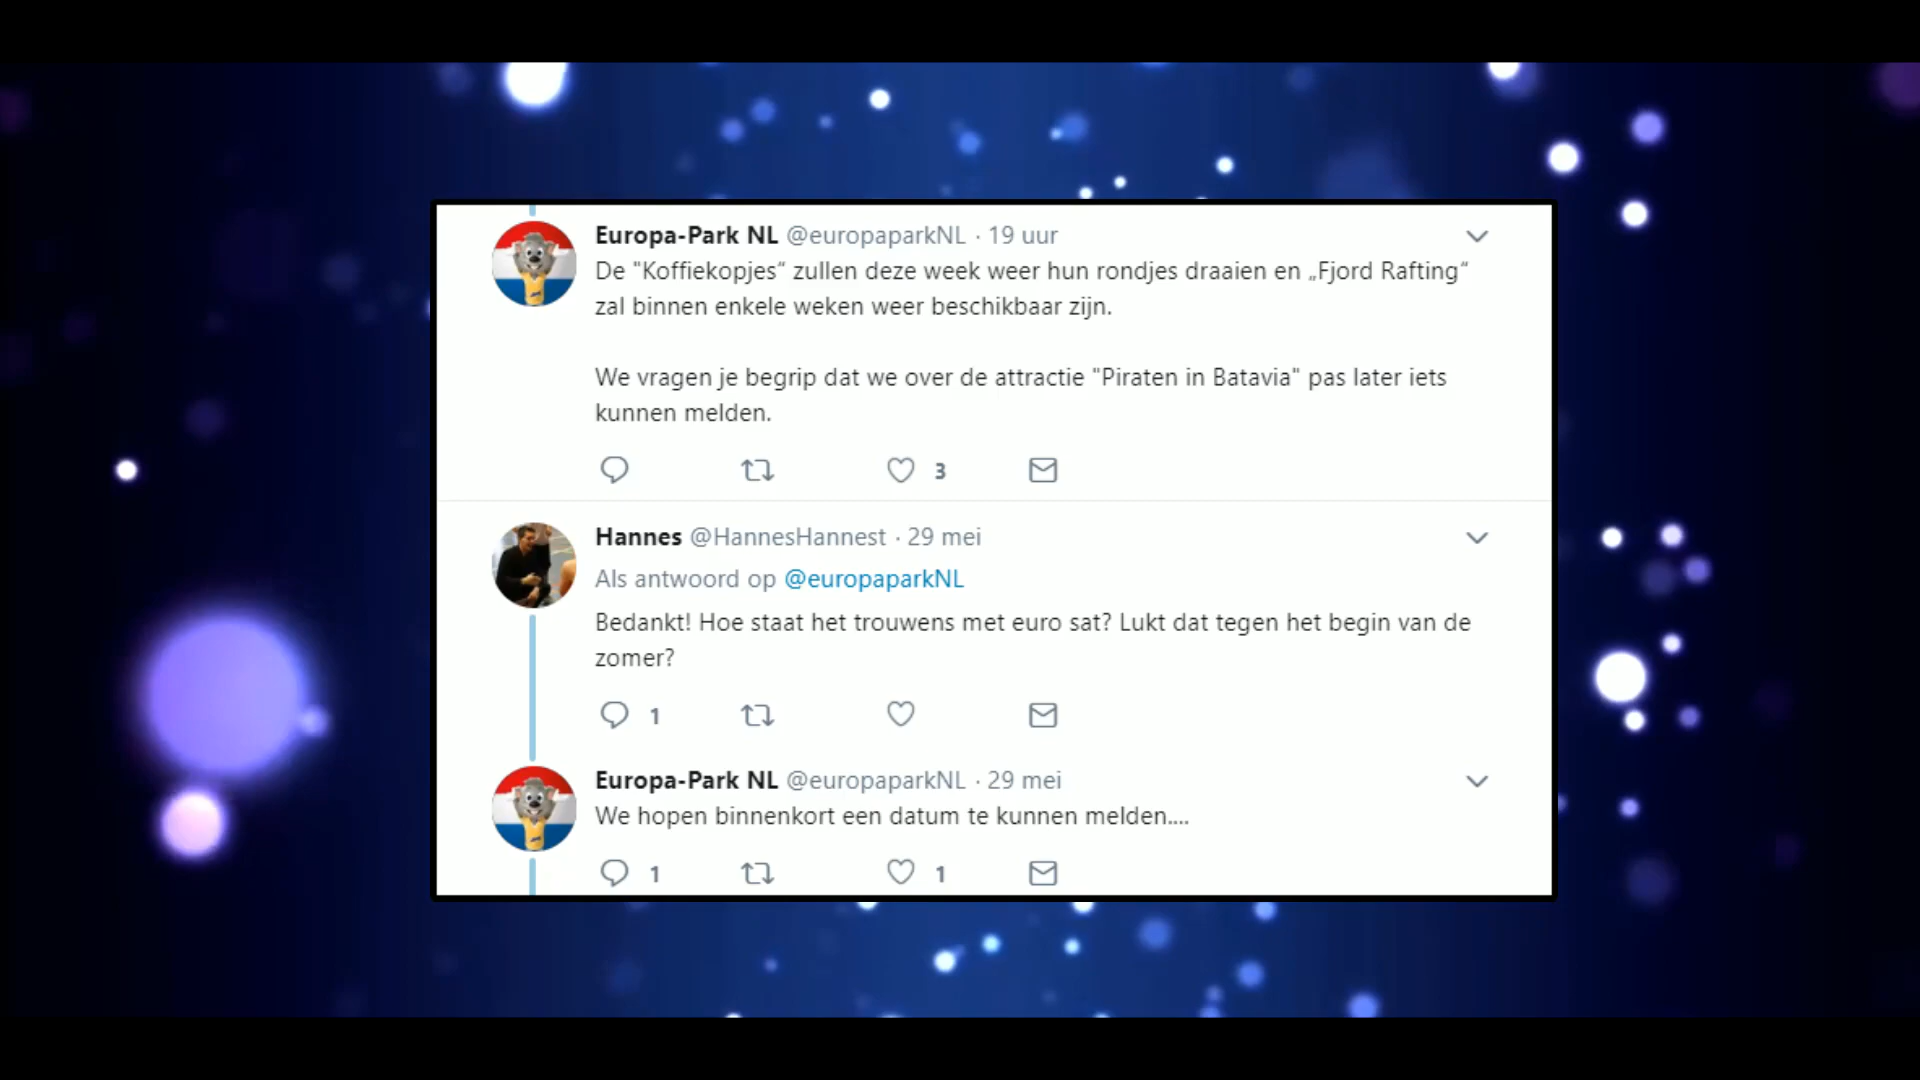 Europa-Park NL @europaparkNL · 19 uur
De "Koffiekopjes“ zullen deze week weer hun rondjes draaien en „Fjord Rafting“
zal binnen enkele weken weer beschikbaar zijn.
We vragen je begrip dat we over de attractie "Piraten in Batavia" pas later iets
kunnen melden.
3
Hannes @HannesHannest · 29 mei
Als antwoord op @europaparkNL
Bedankt! Hoe staat het trouwens met euro sat? Lukt dat tegen het begin van de
zomer?
1
Europa-Park NL @europaparkNL · 29 mei
We hopen binnenkort een datum te kunnen melden....
1 1